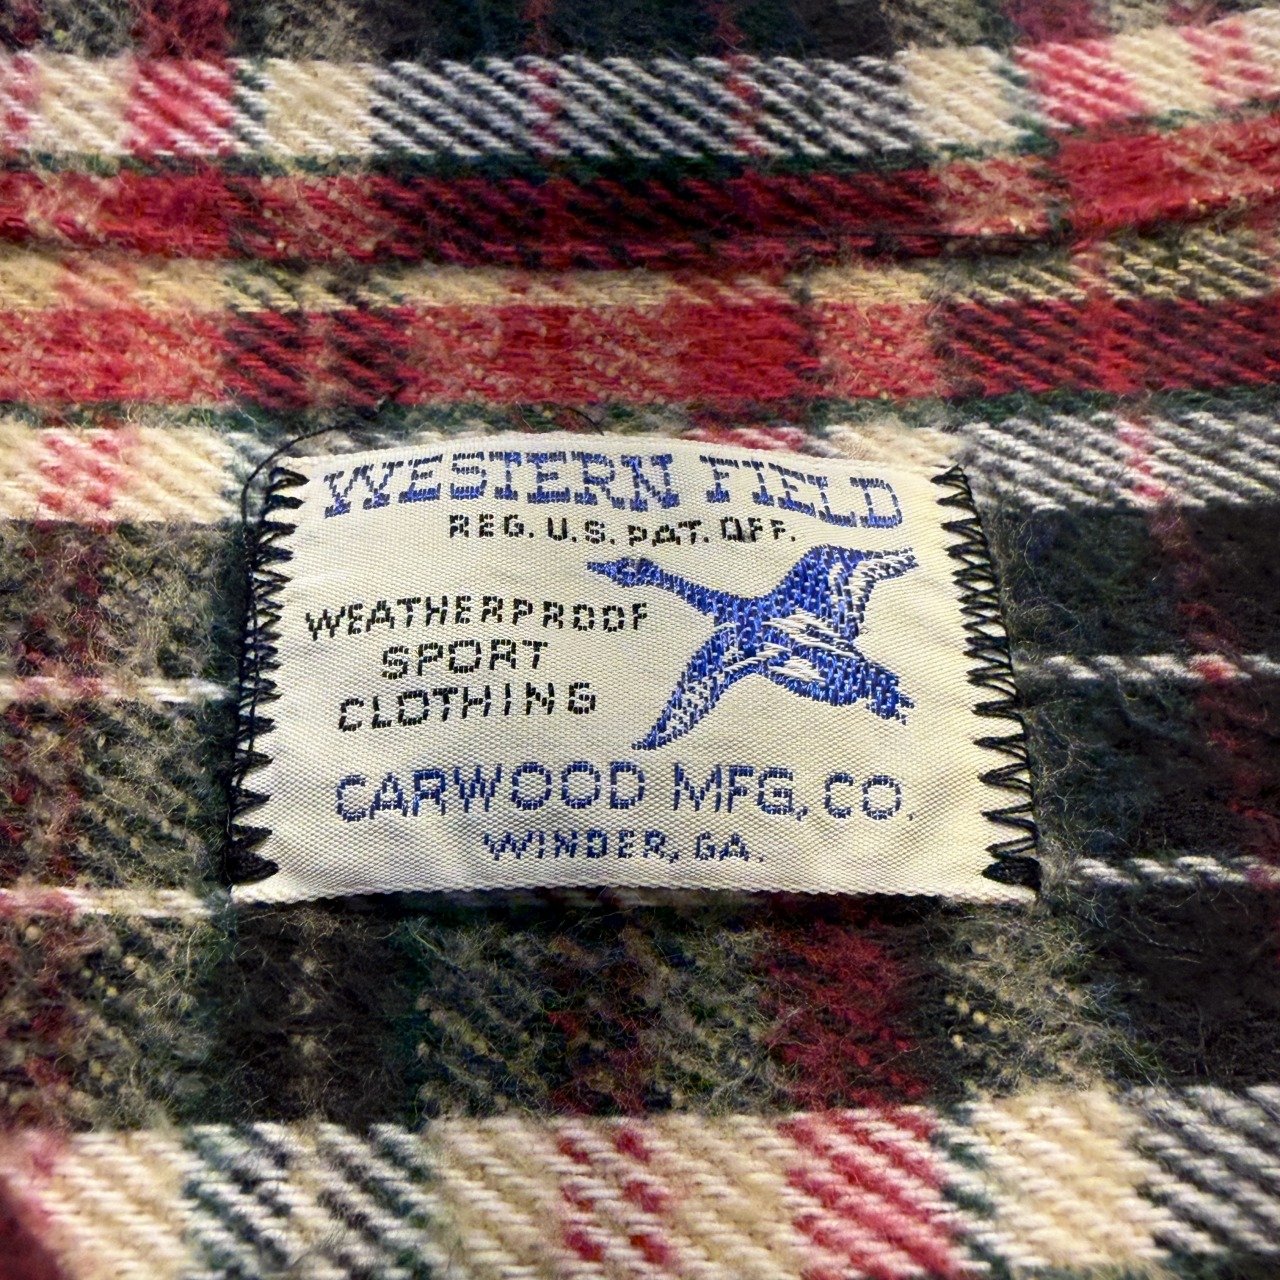 WESTERN FIELD
REG. U.S. PAT. OFF.
WEATHERPROOF
SPORT
CLOTHING
CARWOOD MFG, CO.
WINDER, GA.